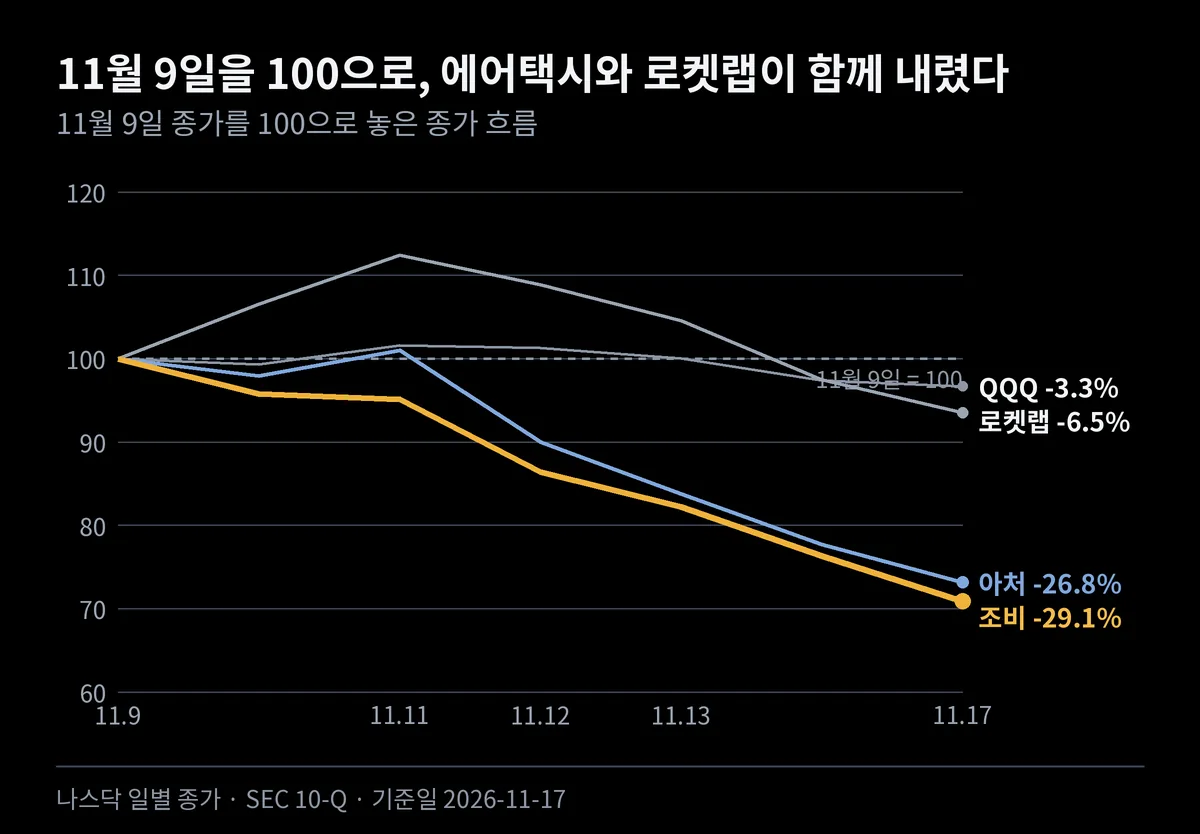 11월 9일을 100으로, 에어택시와 로켓랩이 함께 내렸다
11월 9일 종가를 100으로 놓은 종가 흐름
120
110
100
90
80
70
60
11월 9일 = 100
QQQ -3.3%
로켓랩 -6.5%
아처 -26.8%
조비 -29.1%
11.9
11.11
11.12
11.13
11.17
나스닥 일별 종가 · SEC 10-Q · 기준일 2026-11-17